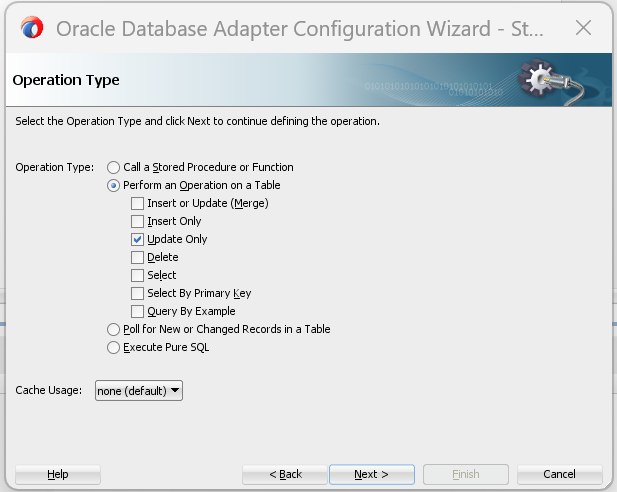 Oracle Database Adapter Configuration Wizard - St...
Operation Type
010101010101010101010101
01010101010
Select the Operation Type and click Next to continue defining the operation.
Operation Type: Call a Stored Procedure or Function
Perform an Operation on a Table
Insert or Update (Merge)
Insert Only
Update Only
Delete
Select
Select By Primary Key
Query By Example
Poll for New or Changed Records in a Table
Execute Pure SQL
Cache Usage: none (default)
Help < Back Next > Finish Cancel